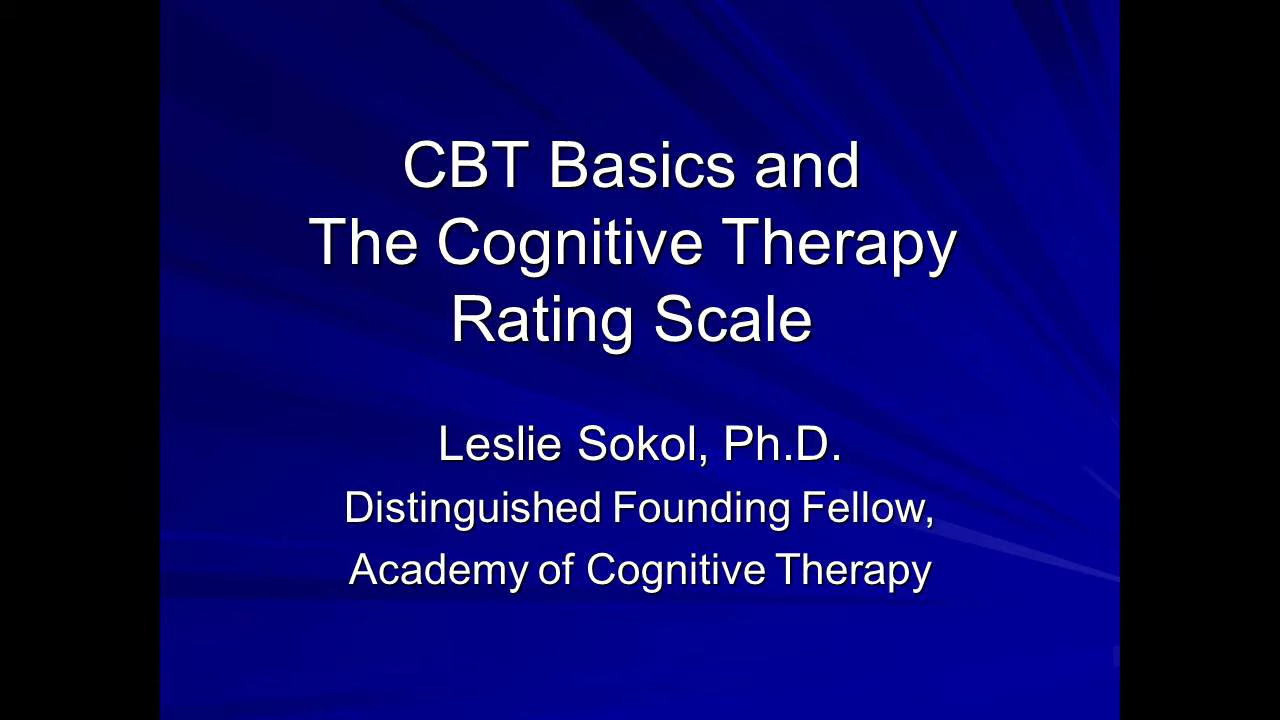 CBT Basics and
The Cognitive Therapy
Rating Scale
Leslie Sokol, Ph.D.
Distinguished Founding Fellow,
Academy of Cognitive Therapy